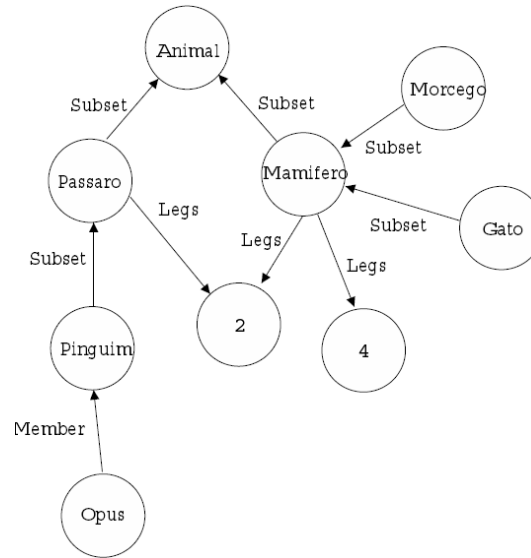 Animal
Morcego
Subset
Subset
Subset
Passaro
Mamifero
Legs
Subset
Gato
Legs
Subset
Legs
2
4
Pinguim
Member
Opus